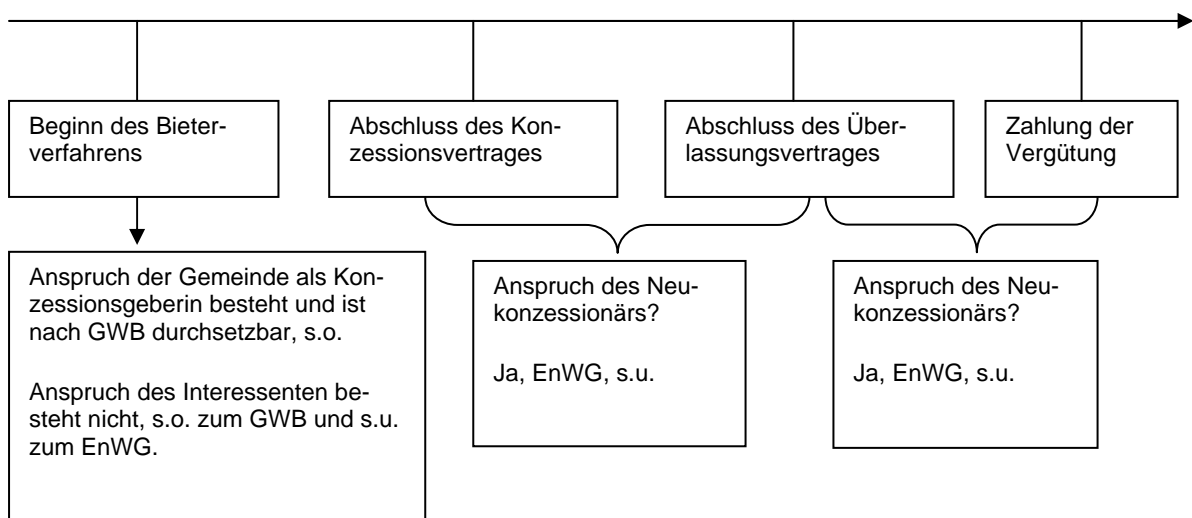 Beginn des Bieter-
verfahrens
Abschluss des Kon-
zessionsvertrages
Abschluss des Über-
lassungsvertrages
Zahlung der
Vergütung
Anspruch der Gemeinde als Kon-
zessionsgeberin besteht und ist
nach GWB durchsetzbar, s.o.
Anspruch des Interessenten be-
steht nicht, s.o. zum GWB und s.u.
zum EnWG.
Anspruch des Neu-
konzessionärs?
Ja, EnWG, s.u.
Anspruch des Neu-
konzessionärs?
Ja, EnWG, s.u.